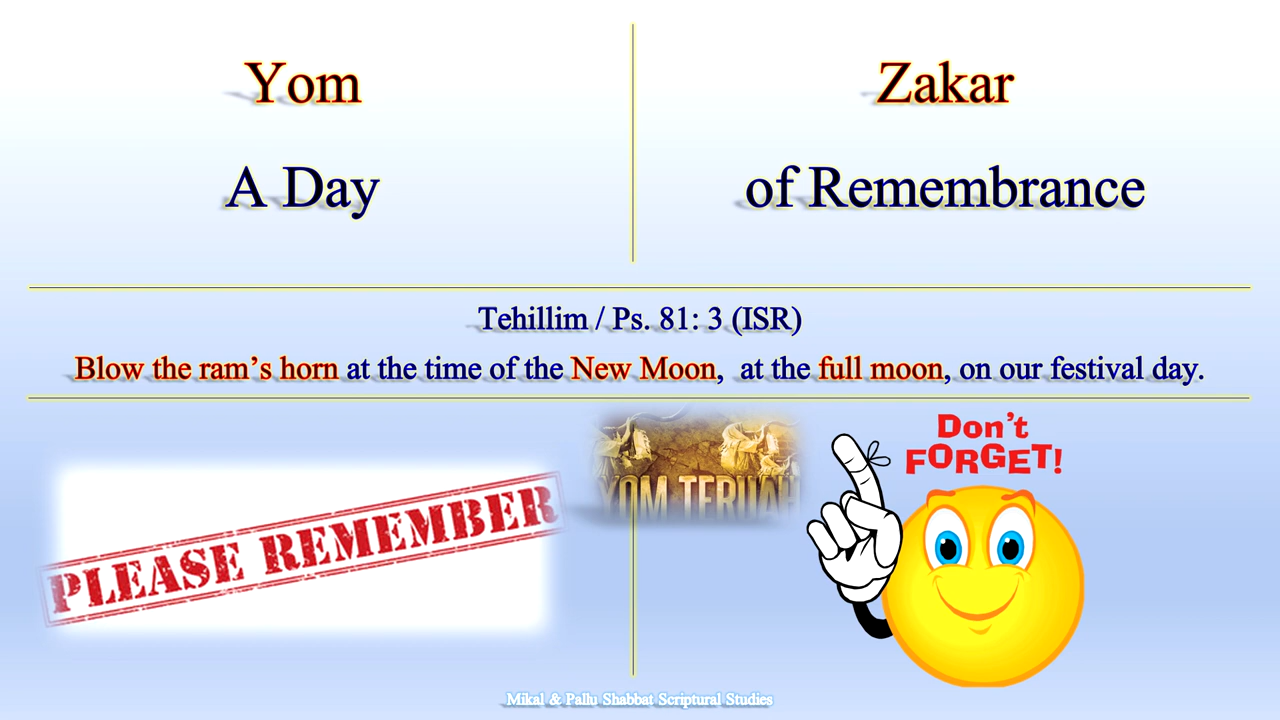 Yom
Zakar
A Day
of Remembrance
Tehillim / Ps. 81: 3 (ISR)
Blow the ram’s horn at the time of the New Moon,  at the full moon, on our festival day.
PLEASE REMEMBER
YOM TERUAH
Don’t
FORGET!
Mikal & Pallu Shabbat Scriptural Studies